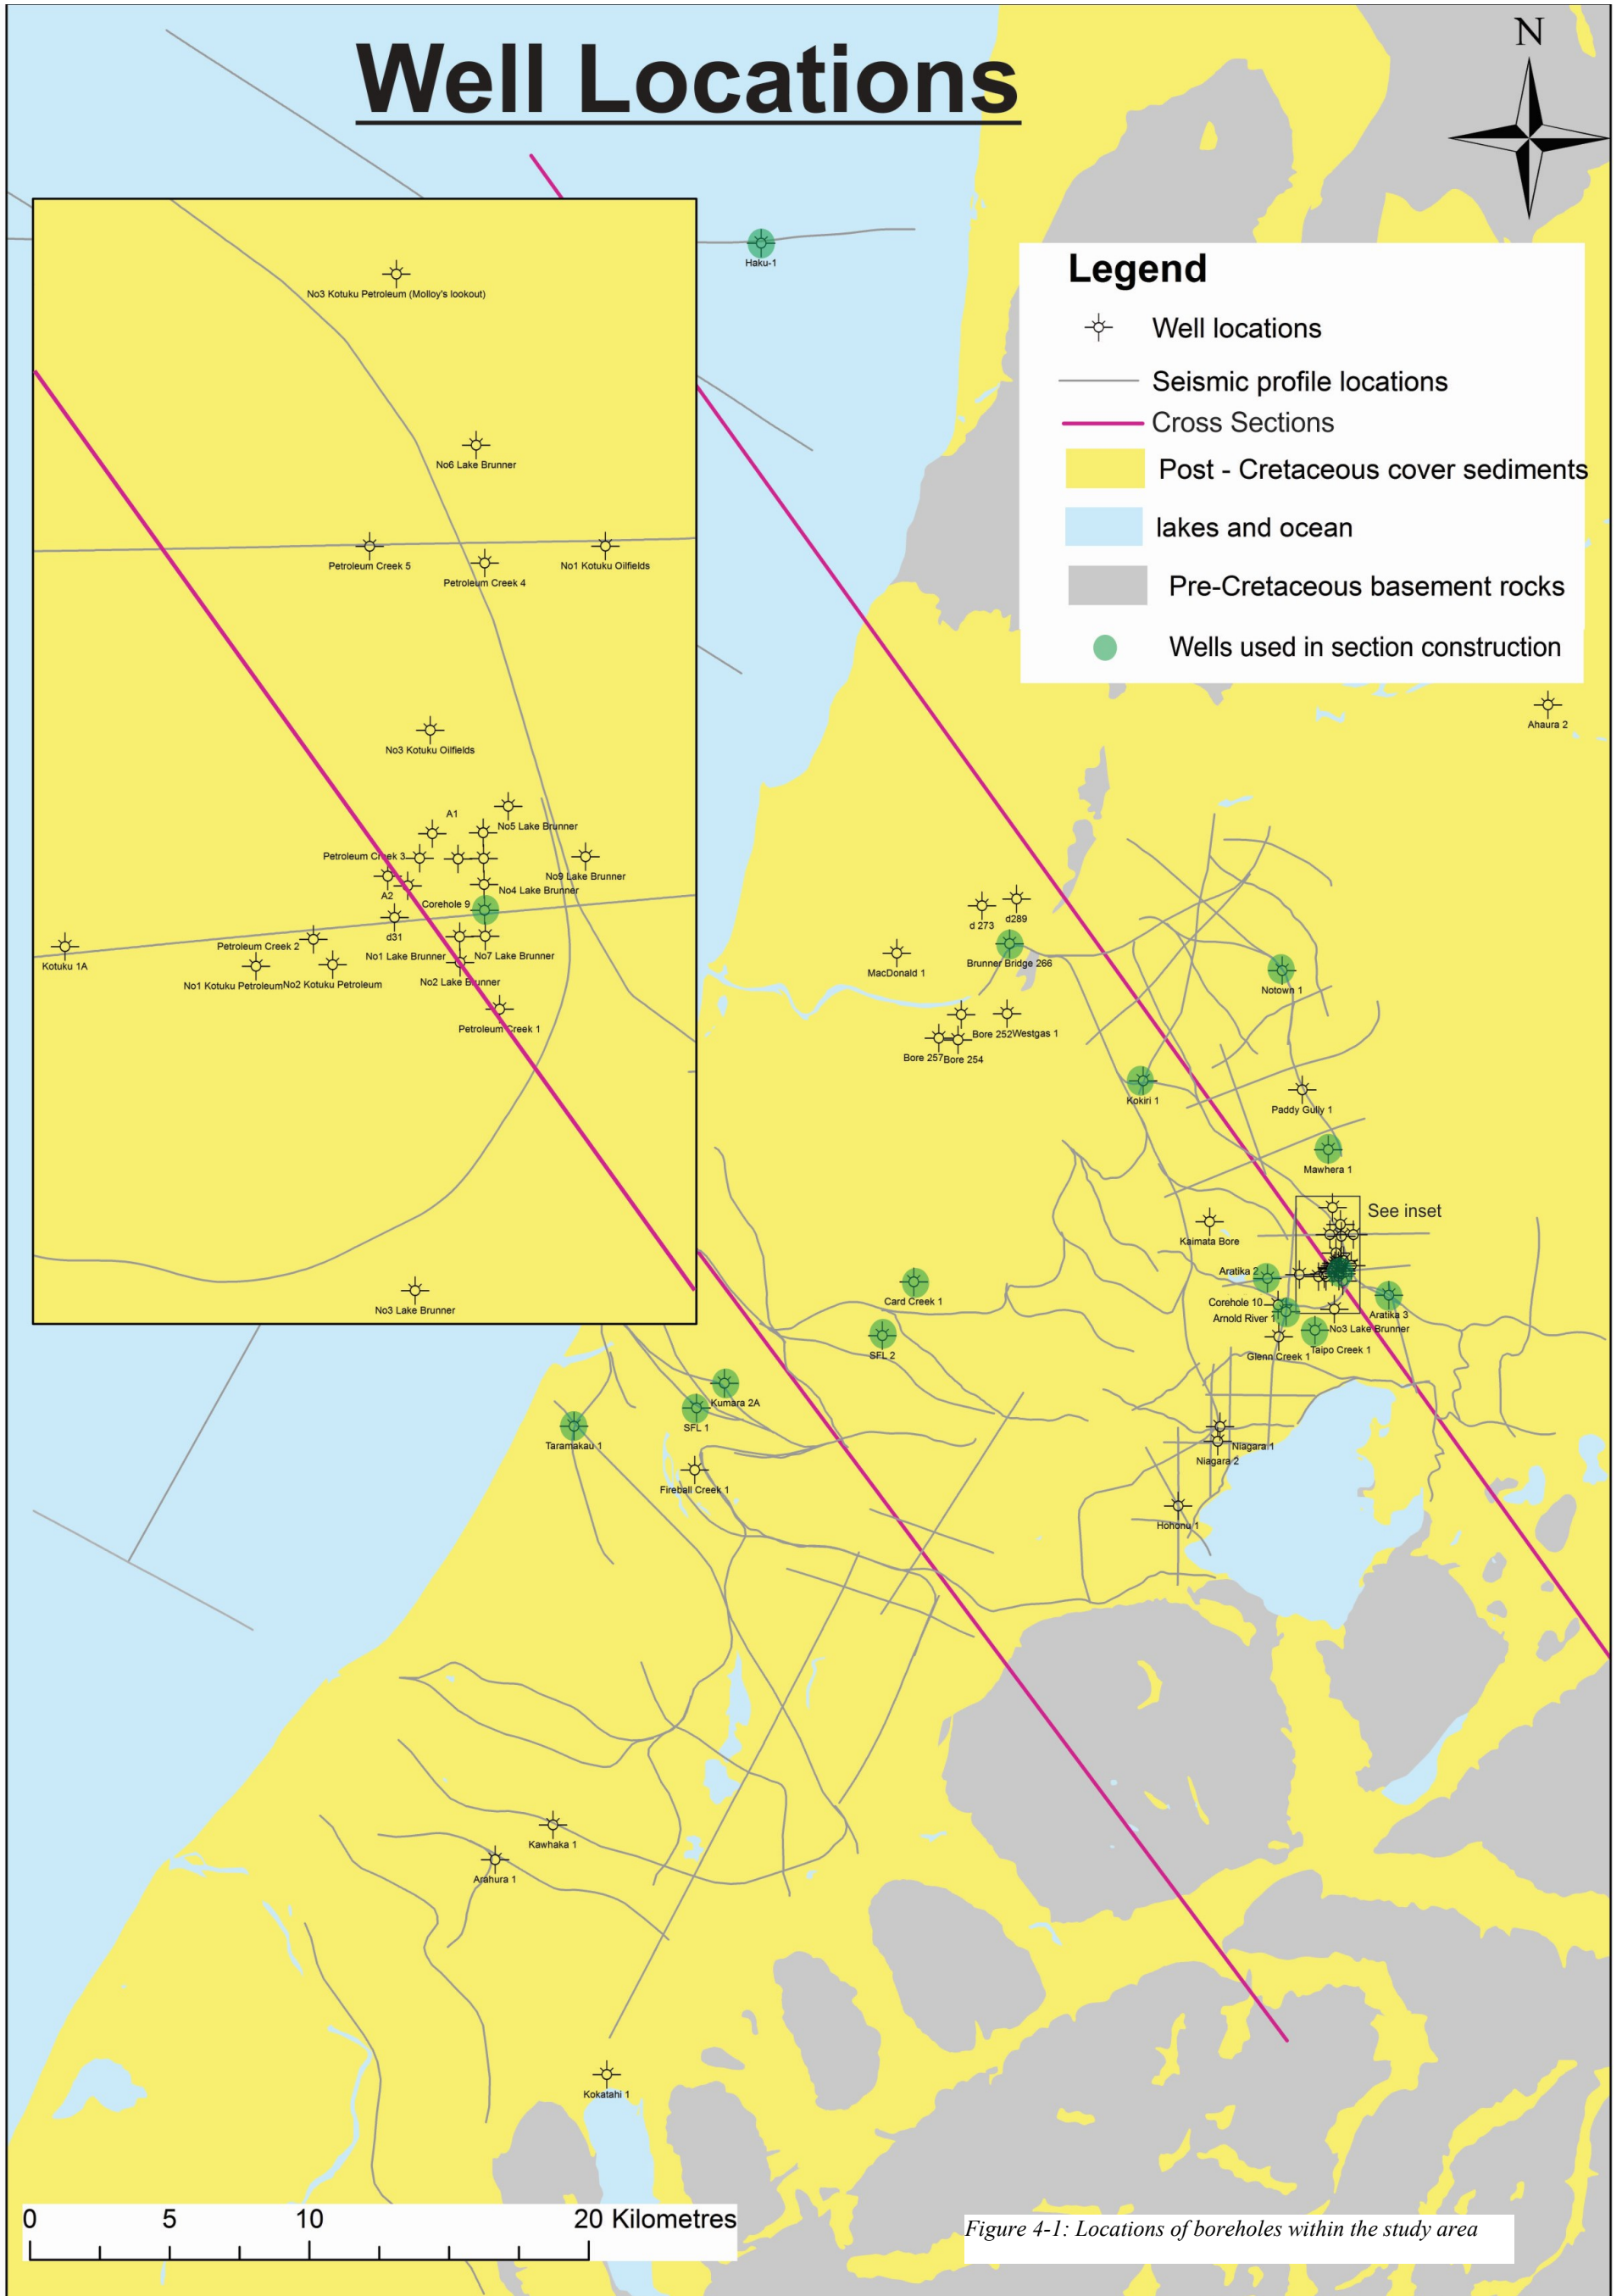 Well Locations
N
Haku-1
Legend
Well locations
Seismic profile locations
Cross Sections
Post - Cretaceous cover sediments
lakes and ocean
Pre-Cretaceous basement rocks
Wells used in section construction
No3 Kotuku Petroleum (Molloy's lookout)
No6 Lake Brunner
Petroleum Creek 5
Petroleum Creek 4
No1 Kotuku Oilfields
No3 Kotuku Oilfields
A1
No5 Lake Brunner
Petroleum Creek 3
No9 Lake Brunner
A2
No4 Lake Brunner
Corehole 9
d31
Petroleum Creek 2
No1 Lake Brunner
No7 Lake Brunner
Kotuku 1A
No1 Kotuku Petroleum
No2 Kotuku Petroleum
No2 Lake Brunner
Petroleum Creek 1
No3 Lake Brunner
Ahaura 2
d 273
d289
Brunner Bridge 266
MacDonald 1
Notown 1
Bore 252
Westgas 1
Bore 257
Bore 254
Kokiri 1
Paddy Gully 1
Mawhera 1
See inset
Kaimata Bore
Aratika 2
Card Creek 1
Corehole 10
Arnold River 1
Aratika 3
No3 Lake Brunner
SFL 2
Glenn Creek 1
Taipo Creek 1
Kumara 2A
SFL 1
Taramakau 1
Niagara 1
Niagara 2
Fireball Creek 1
Hohonu 1
Kawhaka 1
Arahura 1
Kokatahi 1
0 5 10 20 Kilometres
Figure 4-1: Locations of boreholes within the study area